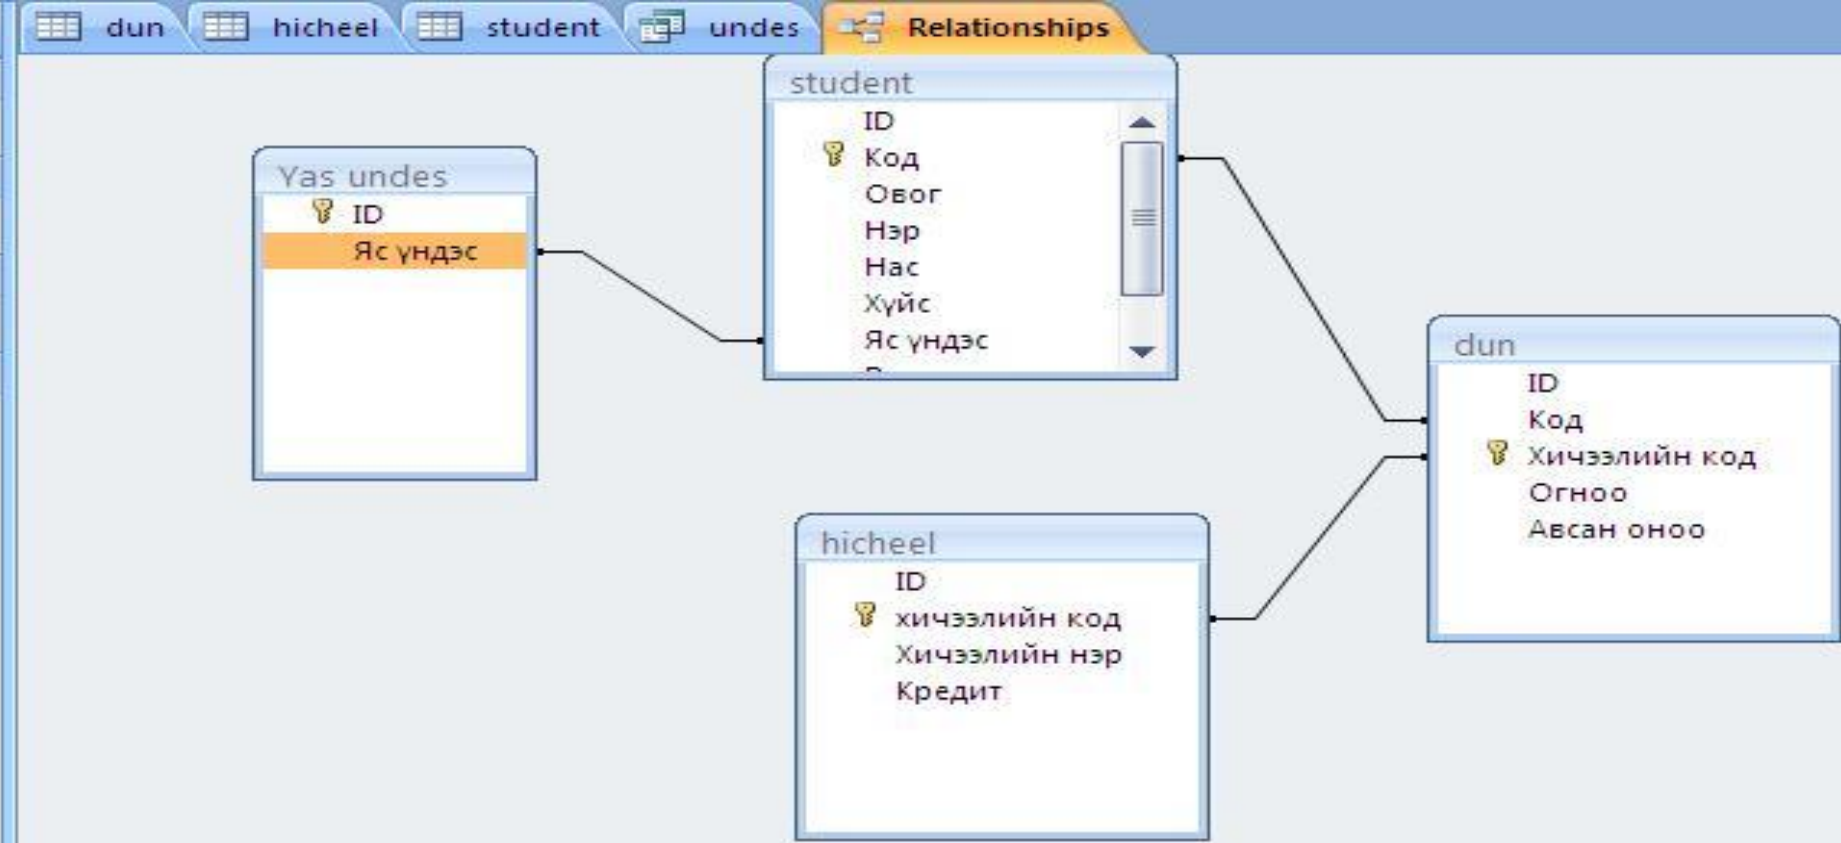 dun hicheel student undes Relationships
student
ID
Код
Овог
Нэр
Нас
Хүйс
Яс үндэс
Yas undes
ID
Яс үндэс
dun
ID
Код
Хичээлийн код
Огноо
Авсан оноо
hicheel
ID
хичээлийн код
Хичээлийн нэр
Кредит